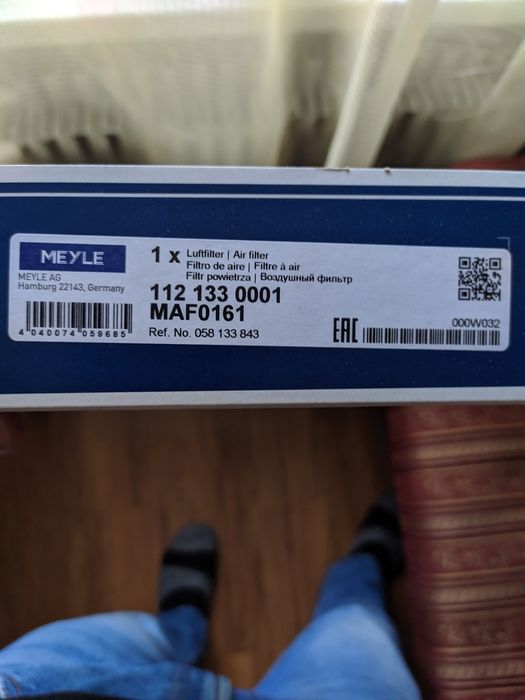 MEYLE
MEYLE AG
Hamburg 22143, Germany
4 040074 059685
1 x Luftfilter | Air filter
Filtro de aire | Filtre à air
Filtr powietrza | Воздушный фильтр
112 133 0001
MAF0161
Ref. No. 058 133 843
EAC
000W032